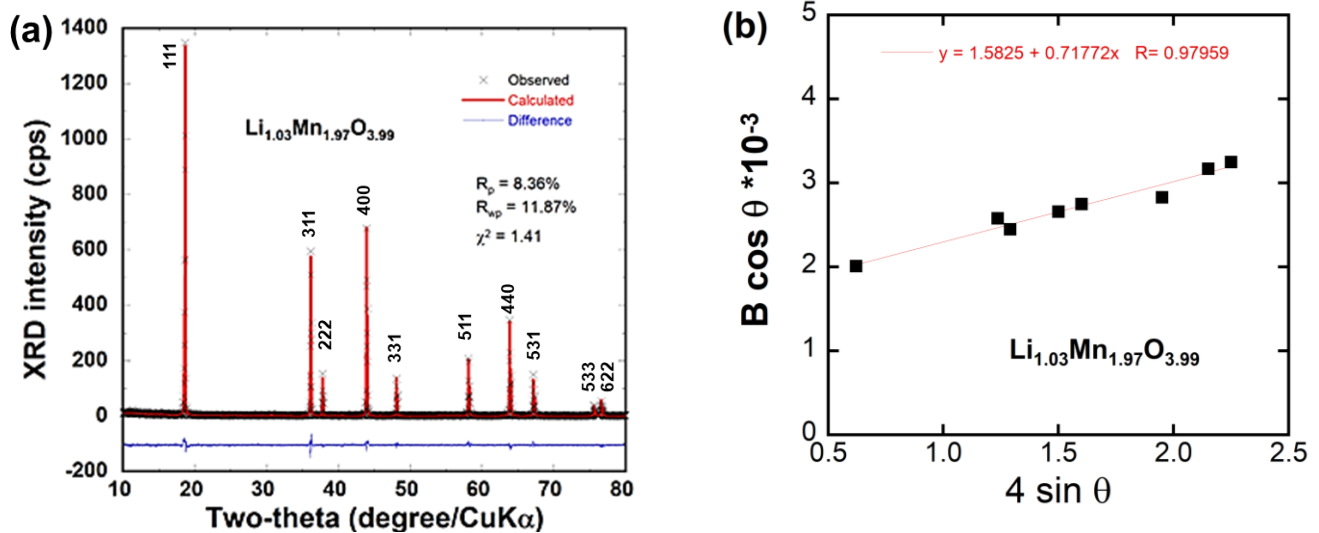 (a)
1400
1200
1000
800
600
400
200
0
-200
XRD intensity (cps)
111
311
222
400
331
511
440
531
533
622
× Observed
Calculated
Difference
Li1.03Mn1.97O3.99
Rp = 8.36%
Rwp = 11.87%
χ² = 1.41
10 20 30 40 50 60 70 80
Two-theta (degree/CuKα)
(b)
y = 1.5825 + 0.71772x R= 0.97959
5
4
3
2
1
0
B cos θ *10-3
Li1.03Mn1.97O3.99
0.5 1.0 1.5 2.0 2.5
4 sin θ